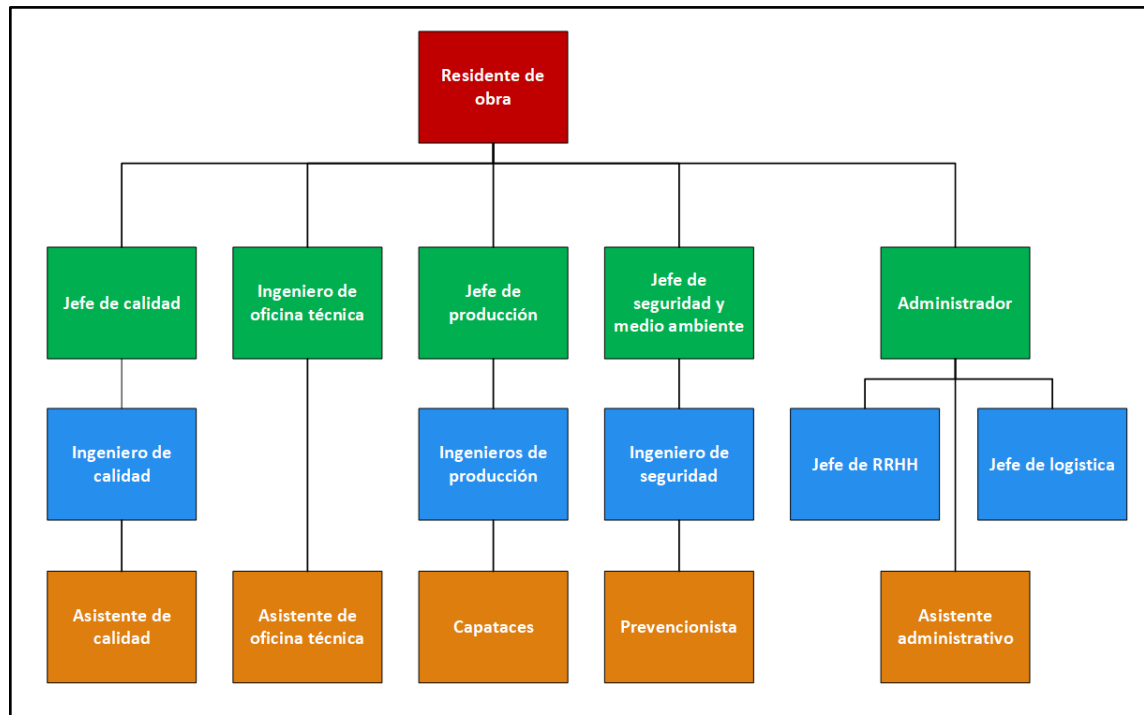 Residente de
obra
Jefe de calidad
Ingeniero de
oficina técnica
Jefe de
producción
Jefe de
seguridad y
medio ambiente
Administrador
Ingeniero de
calidad
Ingenieros de
producción
Ingeniero de
seguridad
Jefe de RRHH
Jefe de logistica
Asistente de
calidad
Asistente de
oficina técnica
Capataces
Prevencionista
Asistente
administrativo